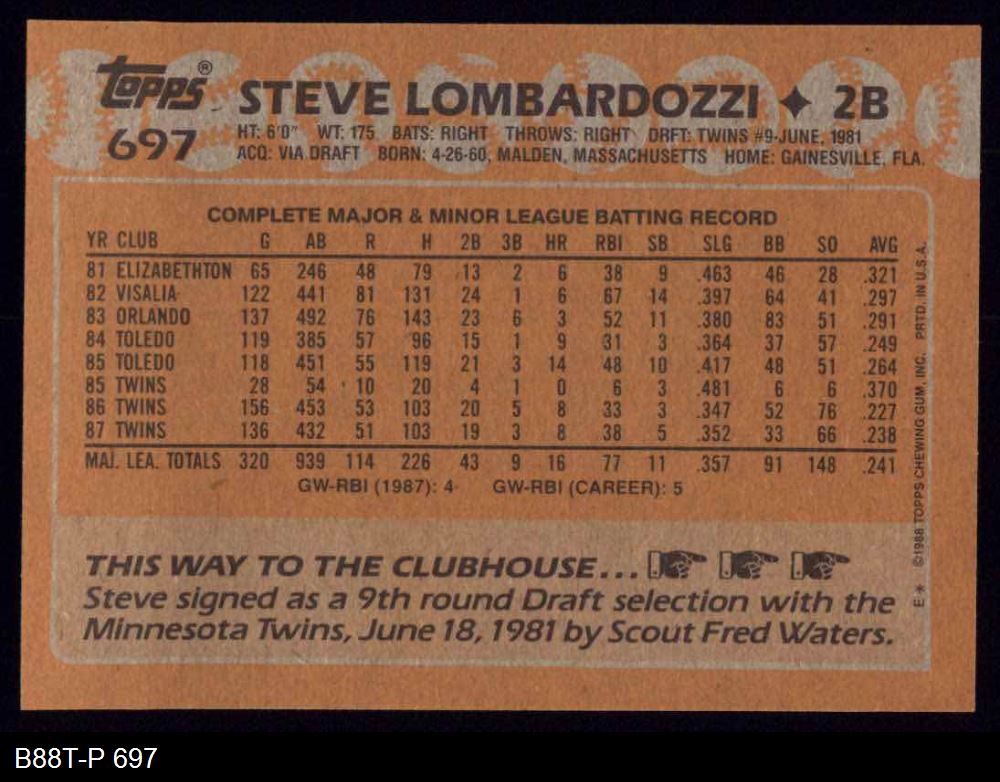 topps®
697
STEVE LOMBARDOZZI ✦ 2B
HT: 6'0" WT: 175 BATS: RIGHT THROWS: RIGHT DRFT: TWINS #9-JUNE, 1981
ACQ: VIA DRAFT BORN: 4-26-60, MALDEN, MASSACHUSETTS HOME: GAINESVILLE, FLA.
COMPLETE MAJOR & MINOR LEAGUE BATTING RECORD
YR CLUB G AB R H 2B 3B HR RBI SB SLG BB SO AVG
81 ELIZABETHTON 65 246 48 79 13 2 6 38 9 .463 46 28 .321
82 VISALIA 122 441 81 131 24 1 6 67 14 .397 64 41 .297
83 ORLANDO 137 492 76 143 23 6 3 52 11 .380 83 51 .291
84 TOLEDO 119 385 57 96 15 1 9 31 3 .364 37 57 .249
85 TOLEDO 118 451 55 119 21 3 14 48 10 .417 48 51 .264
85 TWINS 28 54 10 20 4 1 0 6 3 .481 6 6 .370
86 TWINS 156 453 53 103 20 5 8 33 3 .347 52 76 .227
87 TWINS 136 432 51 103 19 3 8 38 5 .352 33 66 .238
MAJ. LEA. TOTALS 320 939 114 226 43 9 16 77 11 .357 91 148 .241
GW-RBI (1987): 4 GW-RBI (CAREER): 5
THIS WAY TO THE CLUBHOUSE...
Steve signed as a 9th round Draft selection with the
Minnesota Twins, June 18, 1981 by Scout Fred Waters.
E* ©1988 TOPPS CHEWING GUM, INC. PRTD. IN U.S.A.
B88T-P 697